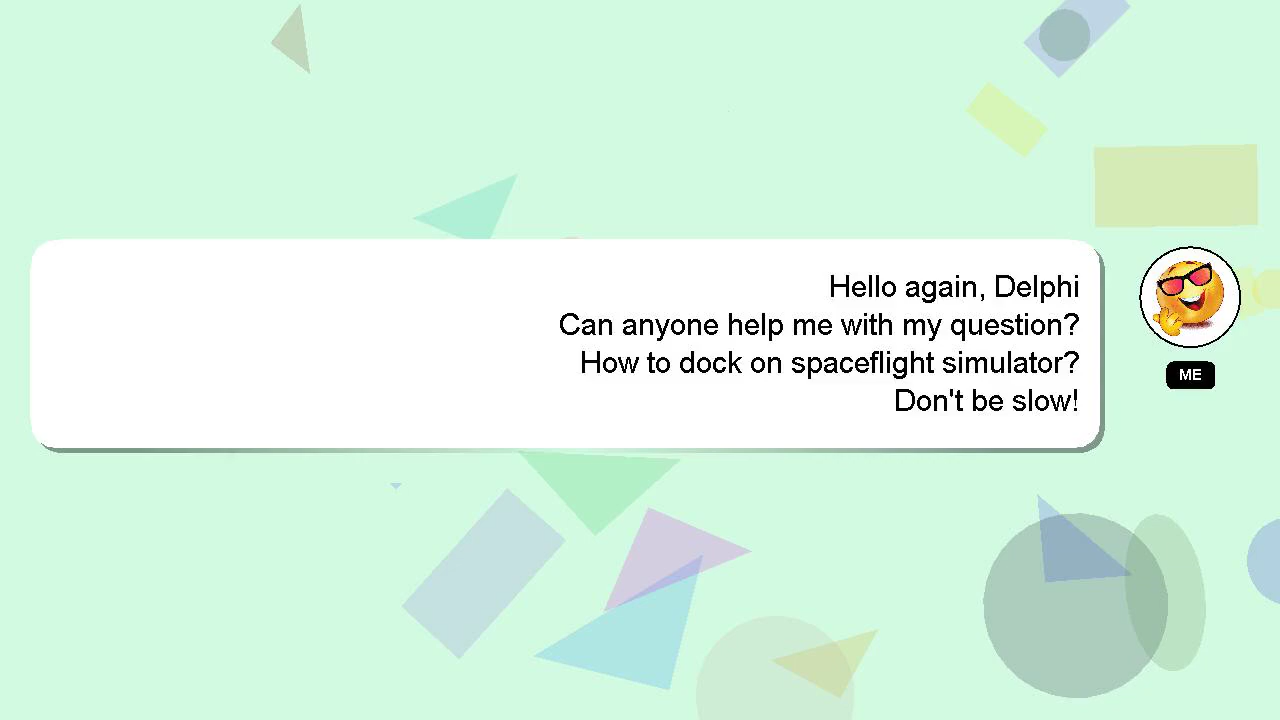 Hello again, Delphi
Can anyone help me with my question?
How to dock on spaceflight simulator?
Don't be slow!
ME